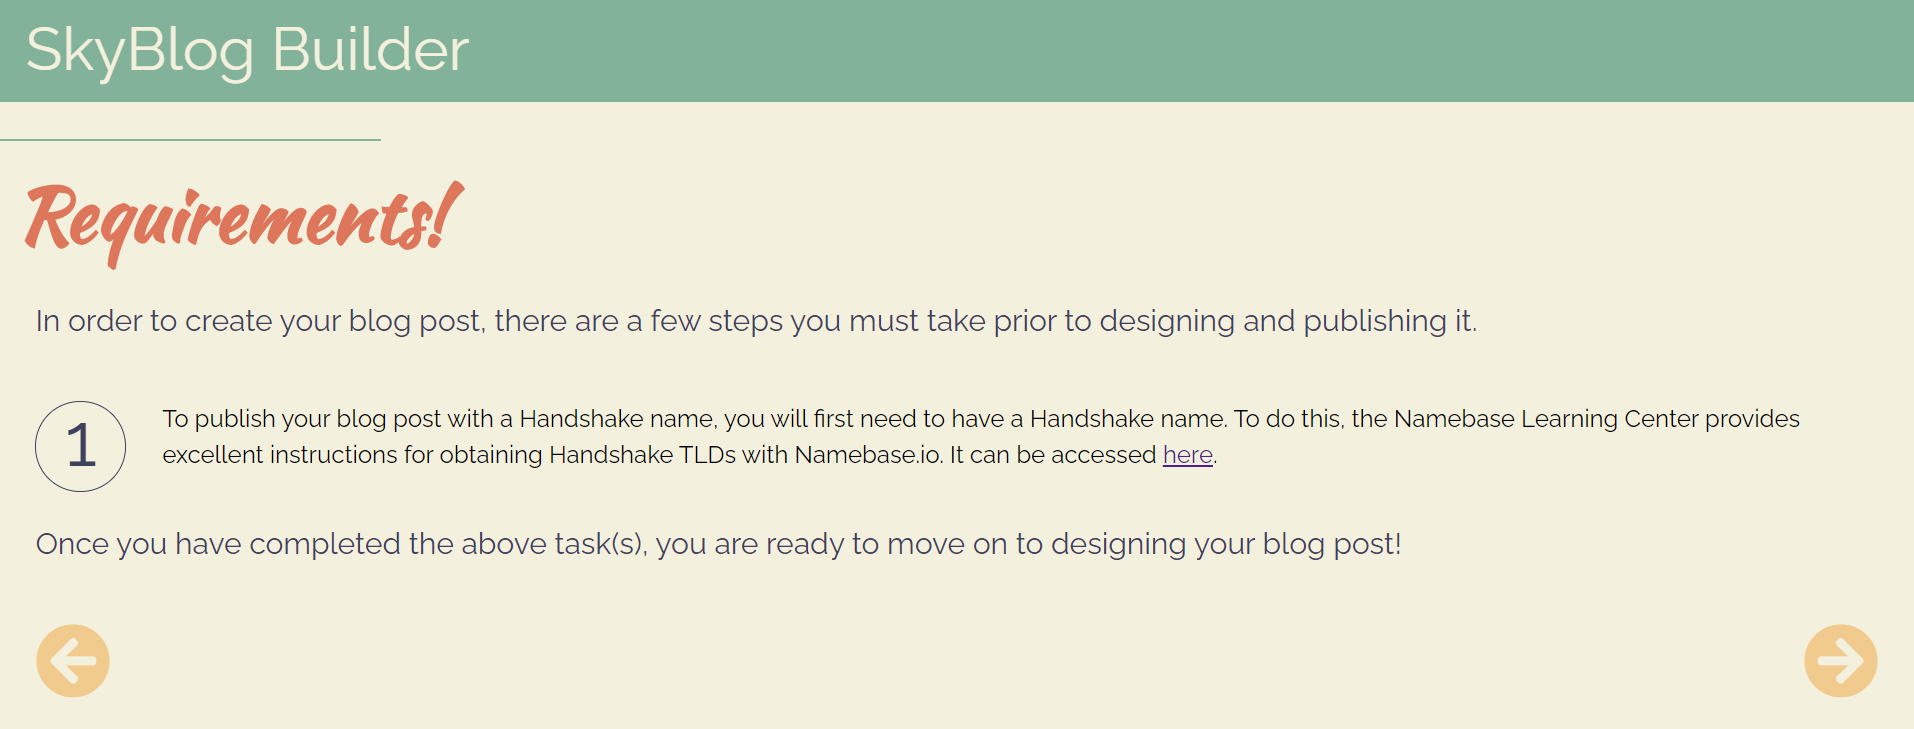 SkyBlog Builder
Requirements!
In order to create your blog post, there are a few steps you must take prior to designing and publishing it.
1
To publish your blog post with a Handshake name, you will first need to have a Handshake name. To do this, the Namebase Learning Center provides
excellent instructions for obtaining Handshake TLDs with Namebase.io. It can be accessed here.
Once you have completed the above task(s), you are ready to move on to designing your blog post!